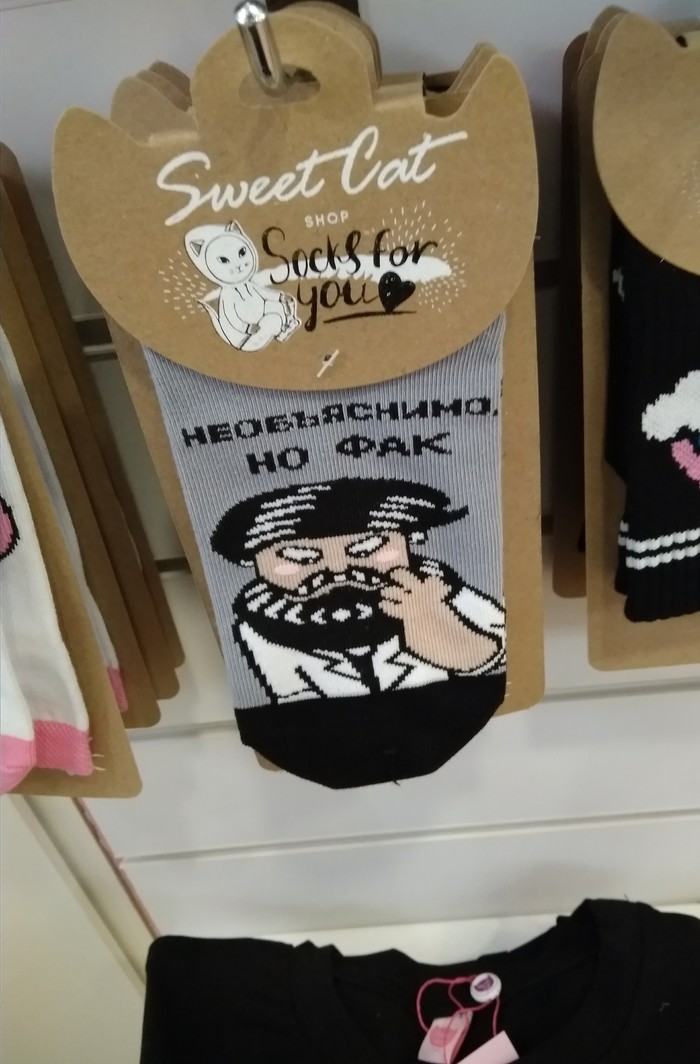 Sweet Cat
SHOP
Socks for
you
НЕОБЪЯСНИМО,
НО ФАК